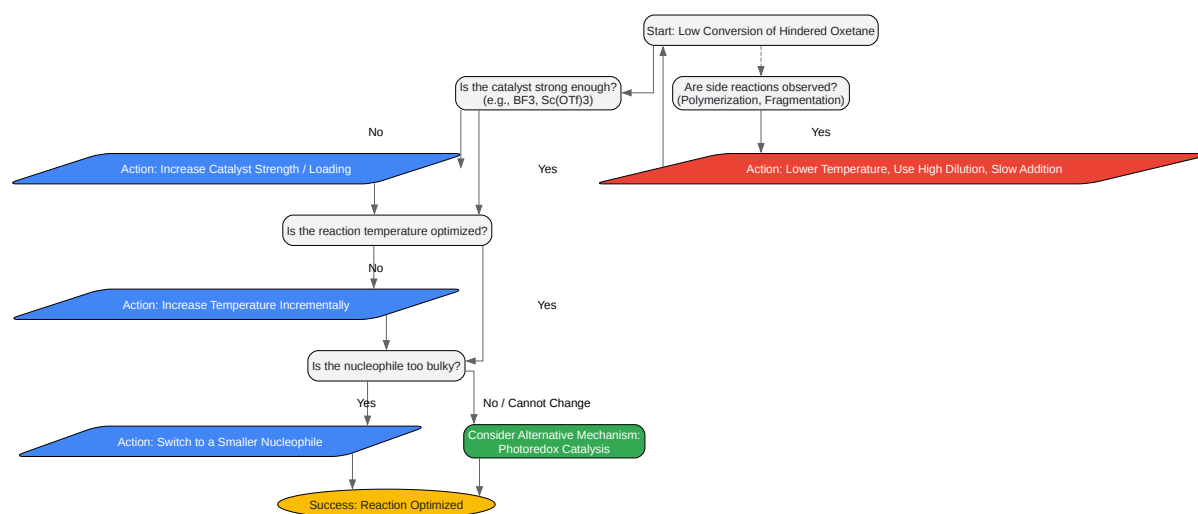 Start: Low Conversion of Hindered Oxetane
Is the catalyst strong enough?
(e.g., BF3, Sc(OTf)3)
Are side reactions observed?
(Polymerization, Fragmentation)
No
Yes
Action: Increase Catalyst Strength / Loading
Yes
Action: Lower Temperature, Use High Dilution, Slow Addition
Is the reaction temperature optimized?
No
Action: Increase Temperature Incrementally
Yes
Is the nucleophile too bulky?
Yes
No / Cannot Change
Action: Switch to a Smaller Nucleophile
Consider Alternative Mechanism:
Photoredox Catalysis
Success: Reaction Optimized